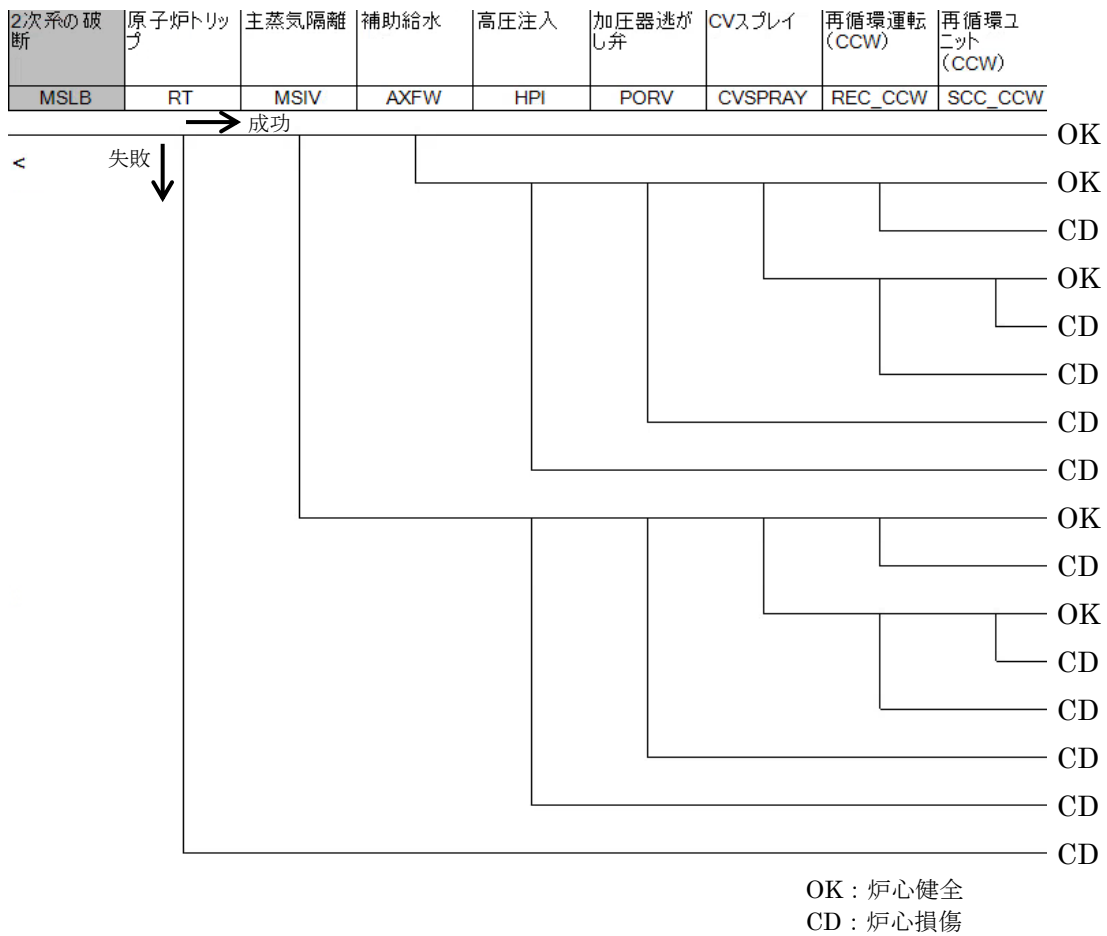 2次系の破断
原子炉トリップ
主蒸気隔離
補助給水
高圧注入
加圧器逃がし弁
CVスプレイ
再循環運転(CCW)
再循環ユニット(CCW)
MSLB
RT
MSIV
AXFW
HPI
PORV
CVSPRAY
REC_CCW
SCC_CCW
成功
OK
<
失敗
OK
CD
OK
CD
CD
CD
CD
OK
CD
OK
CD
CD
CD
CD
CD
OK:炉心健全
CD:炉心損傷